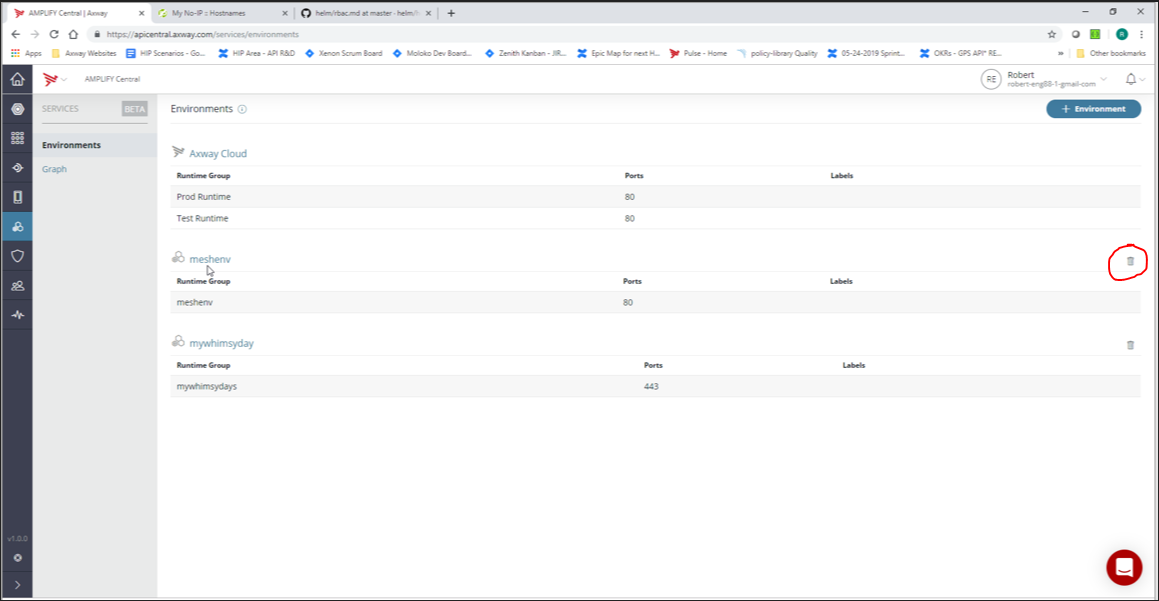 AMPLIFY Central | Axway
My No-IP :: Hostnames
helm/rbac.md at master · helm/
https://apicentral.axway.com/services/environments
Apps Axway Websites HIP Scenarios - Go... HIP Area - API R&D Xenon Scrum Board Moloko Dev Board... Zenith Kanban - JIR... Epic Map for next H... Pulse - Home policy-library Quality 05-24-2019 Sprint... OKRs - GPS API* RE... » Other bookmarks
AMPLIFY Central
RE
Robert
robert-eng88-1-gmail-com
SERVICES BETA
Environments
Graph
Environments
+ Environment
Axway Cloud
Runtime Group Ports Labels
Prod Runtime 80
Test Runtime 80
meshenv
Runtime Group Ports Labels
meshenv 80
mywhimsyday
Runtime Group Ports Labels
mywhimsydays 443
v1.0.0